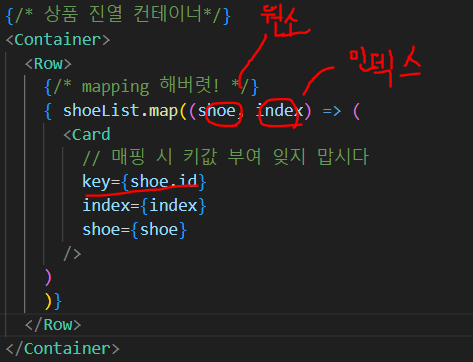 {/* 상품 진열 컨테이너*/}
원소
<Container>
인덱스
<Row>
{/* mapping 해버렷! */}
{ shoeList.map((shoe, index) => (
<Card
// 매핑 시 키값 부여 잊지 맙시다
key={shoe.id}
index={index}
shoe={shoe}
/>
)
)}
</Row>
</Container>